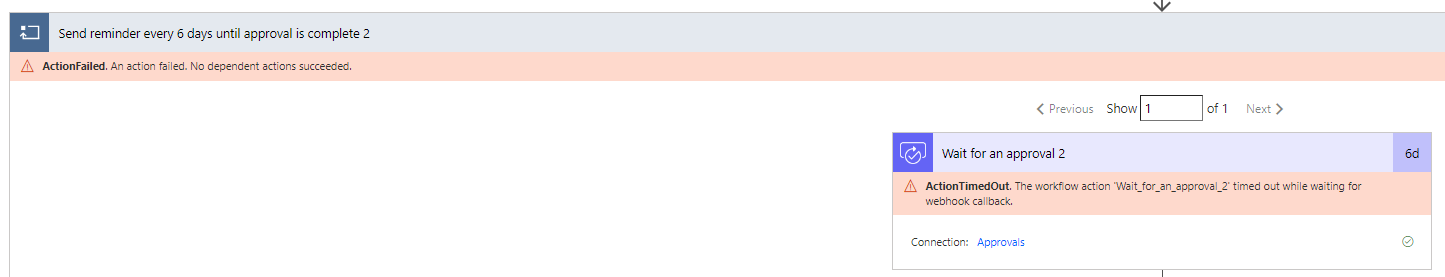 Send reminder every 6 days until approval is complete 2
ActionFailed. An action failed. No dependent actions succeeded.
Previous Show 1 of 1 Next
Wait for an approval 2 6d
ActionTimedOut. The workflow action 'Wait_for_an_approval_2' timed out while waiting for
webhook callback.
Connection: Approvals